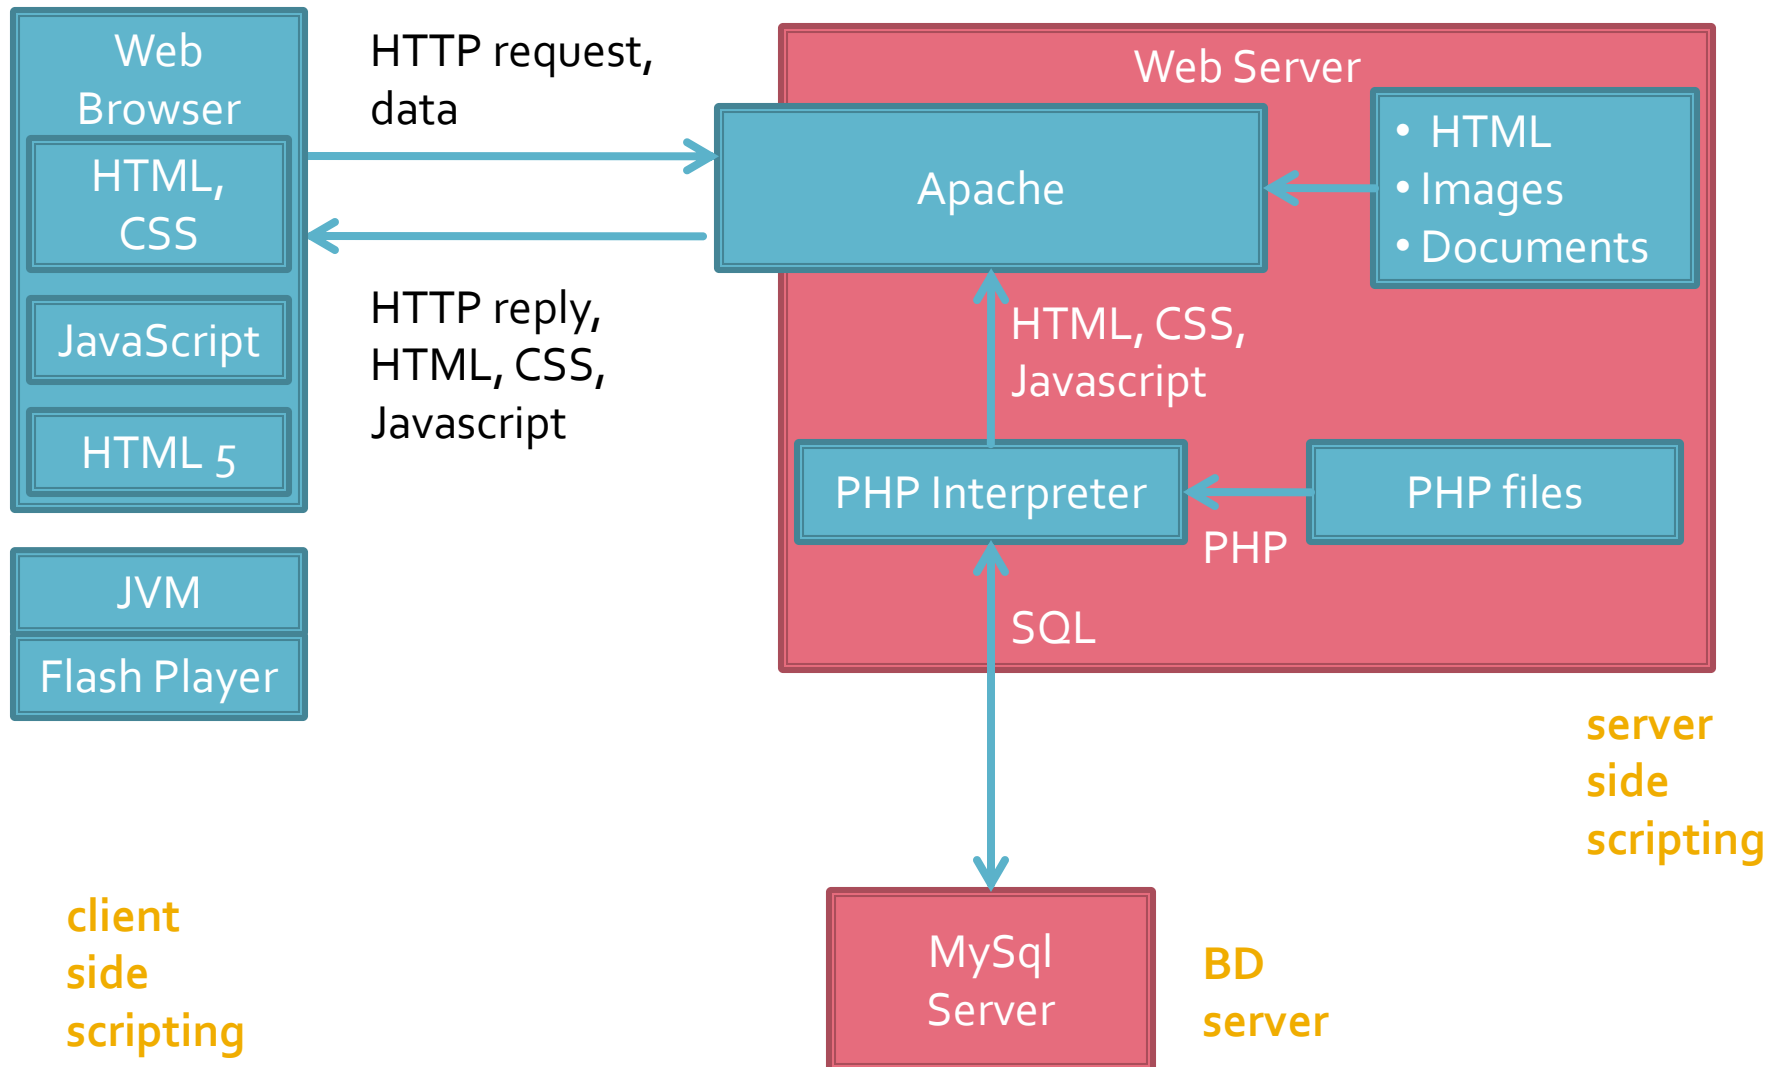 Web
Browser
HTML,
CSS
JavaScript
HTML 5
JVM
Flash Player
HTTP request,
data
HTTP reply,
HTML, CSS,
Javascript
Web Server
Apache
• HTML
• Images
• Documents
HTML, CSS,
Javascript
PHP Interpreter
PHP
PHP files
SQL
MySql
Server
client
side
scripting
server
side
scripting
BD
server